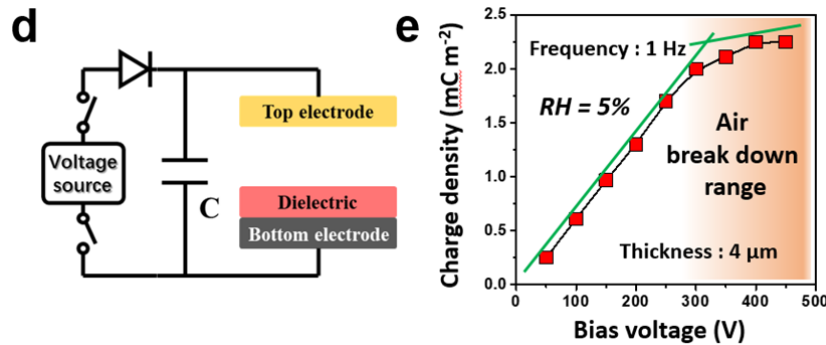 d
Voltage
source
C
Top electrode
Dielectric
Bottom electrode
e
Charge density (mC m-2)
2.5
2.0
1.5
1.0
0.5
0.0
Frequency : 1 Hz
RH = 5%
Air
break down
range
Thickness : 4 μm
0 100 200 300 400 500
Bias voltage (V)